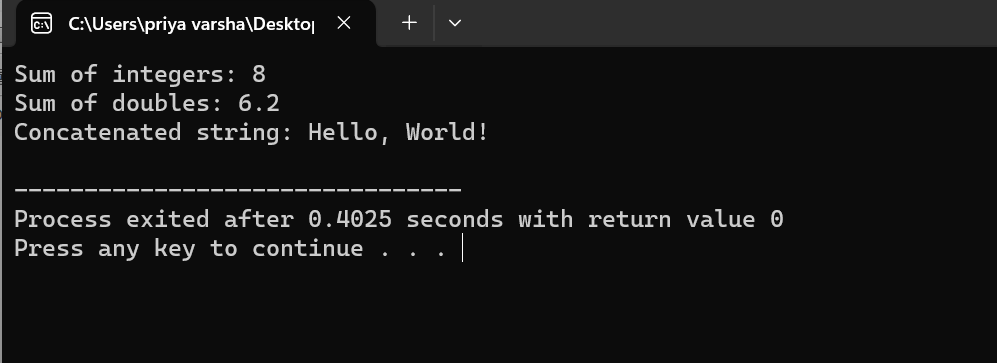 C:\Users\priya varsha\Desktop
Sum of integers: 8
Sum of doubles: 6.2
Concatenated string: Hello, World!
--------------------------------
Process exited after 0.4025 seconds with return value 0
Press any key to continue . . .